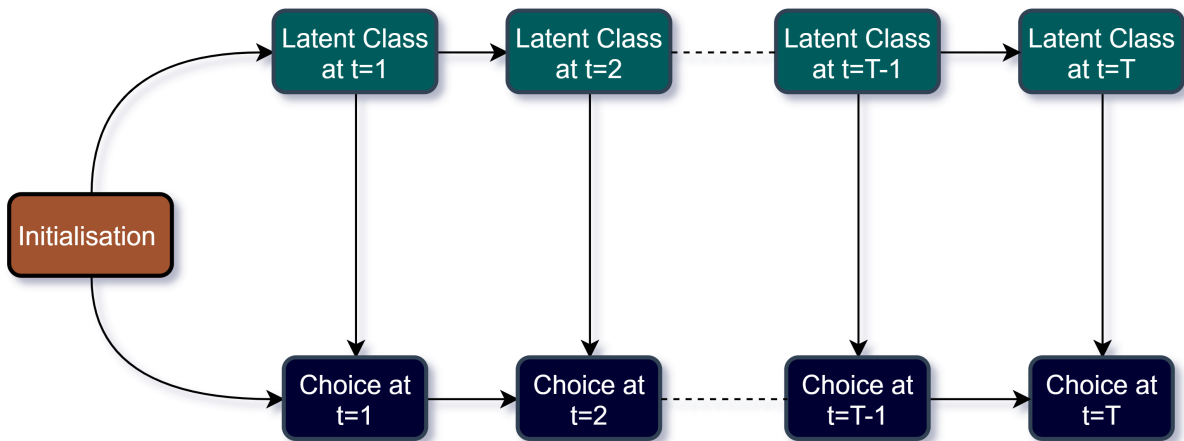 Latent Class
at t=1
Latent Class
at t=2
Latent Class
at t=T-1
Latent Class
at t=T
Initialisation
Choice at
t=1
Choice at
t=2
Choice at
t=T-1
Choice at
t=T